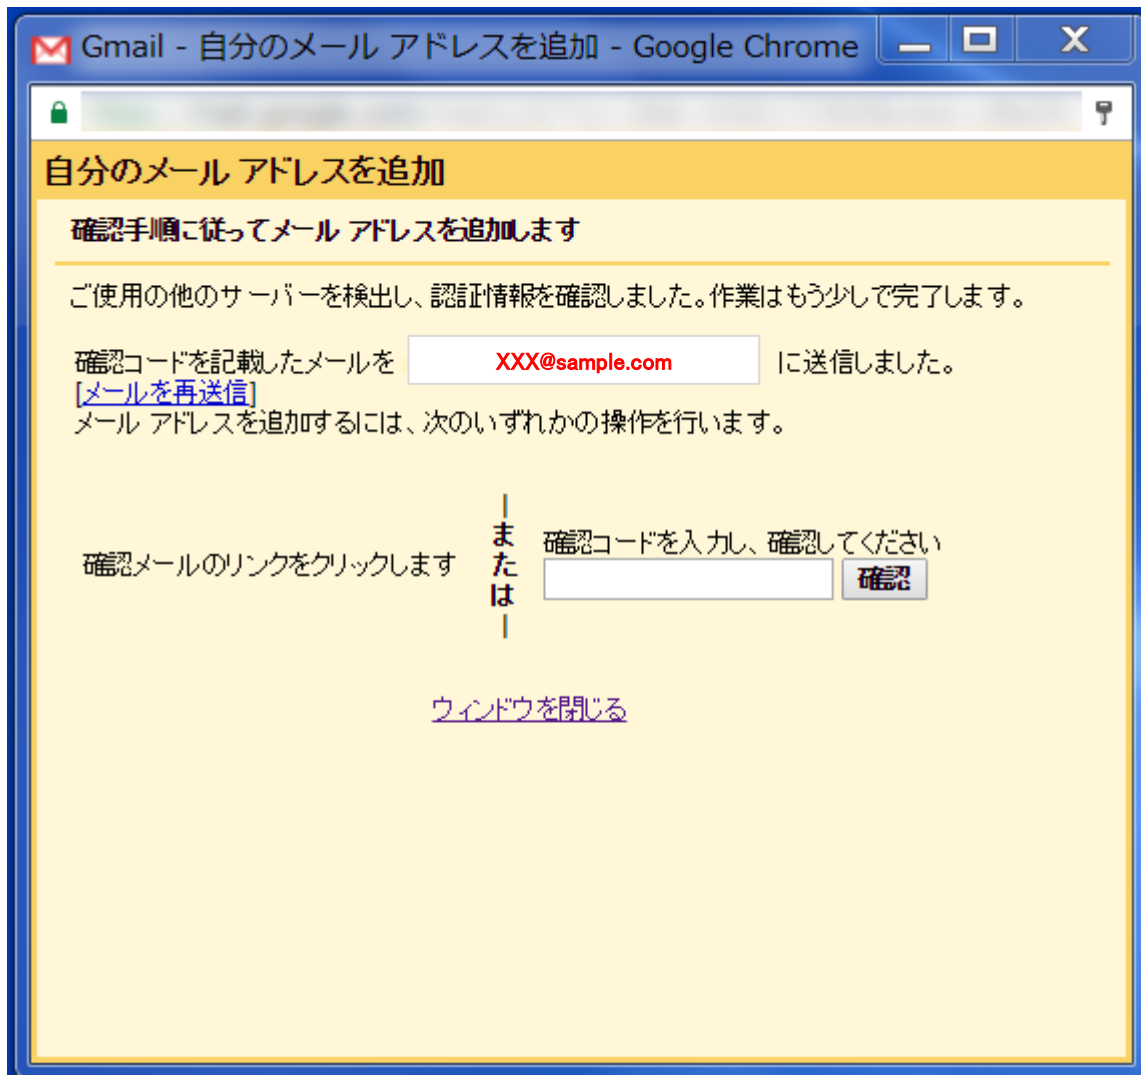 Gmail - 自分のメール アドレスを追加 - Google Chrome
自分のメール アドレスを追加
確認手順に従ってメール アドレスを追加します
ご使用の他のサーバーを検出し、認証情報を確認しました。作業はもう少しで完了します。
確認コードを記載したメールを XXX@sample.com に送信しました。
[メールを再送信]
メール アドレスを追加するには、次のいずれかの操作を行います。
確認メールのリンクをクリックします
または
確認コードを入力し、確認してください
確認
ウィンドウを閉じる